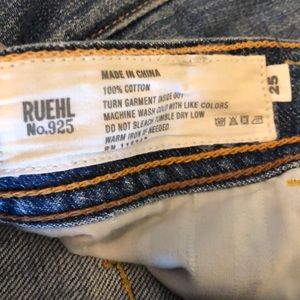 RUEHL
No.925
MADE IN CHINA
100% COTTON
TURN GARMENT INSIDE OUT
MACHINE WASH COLD WITH LIKE COLORS
DO NOT BLEACH TUMBLE DRY LOW
WARM IRON IF NEEDED
RN
25